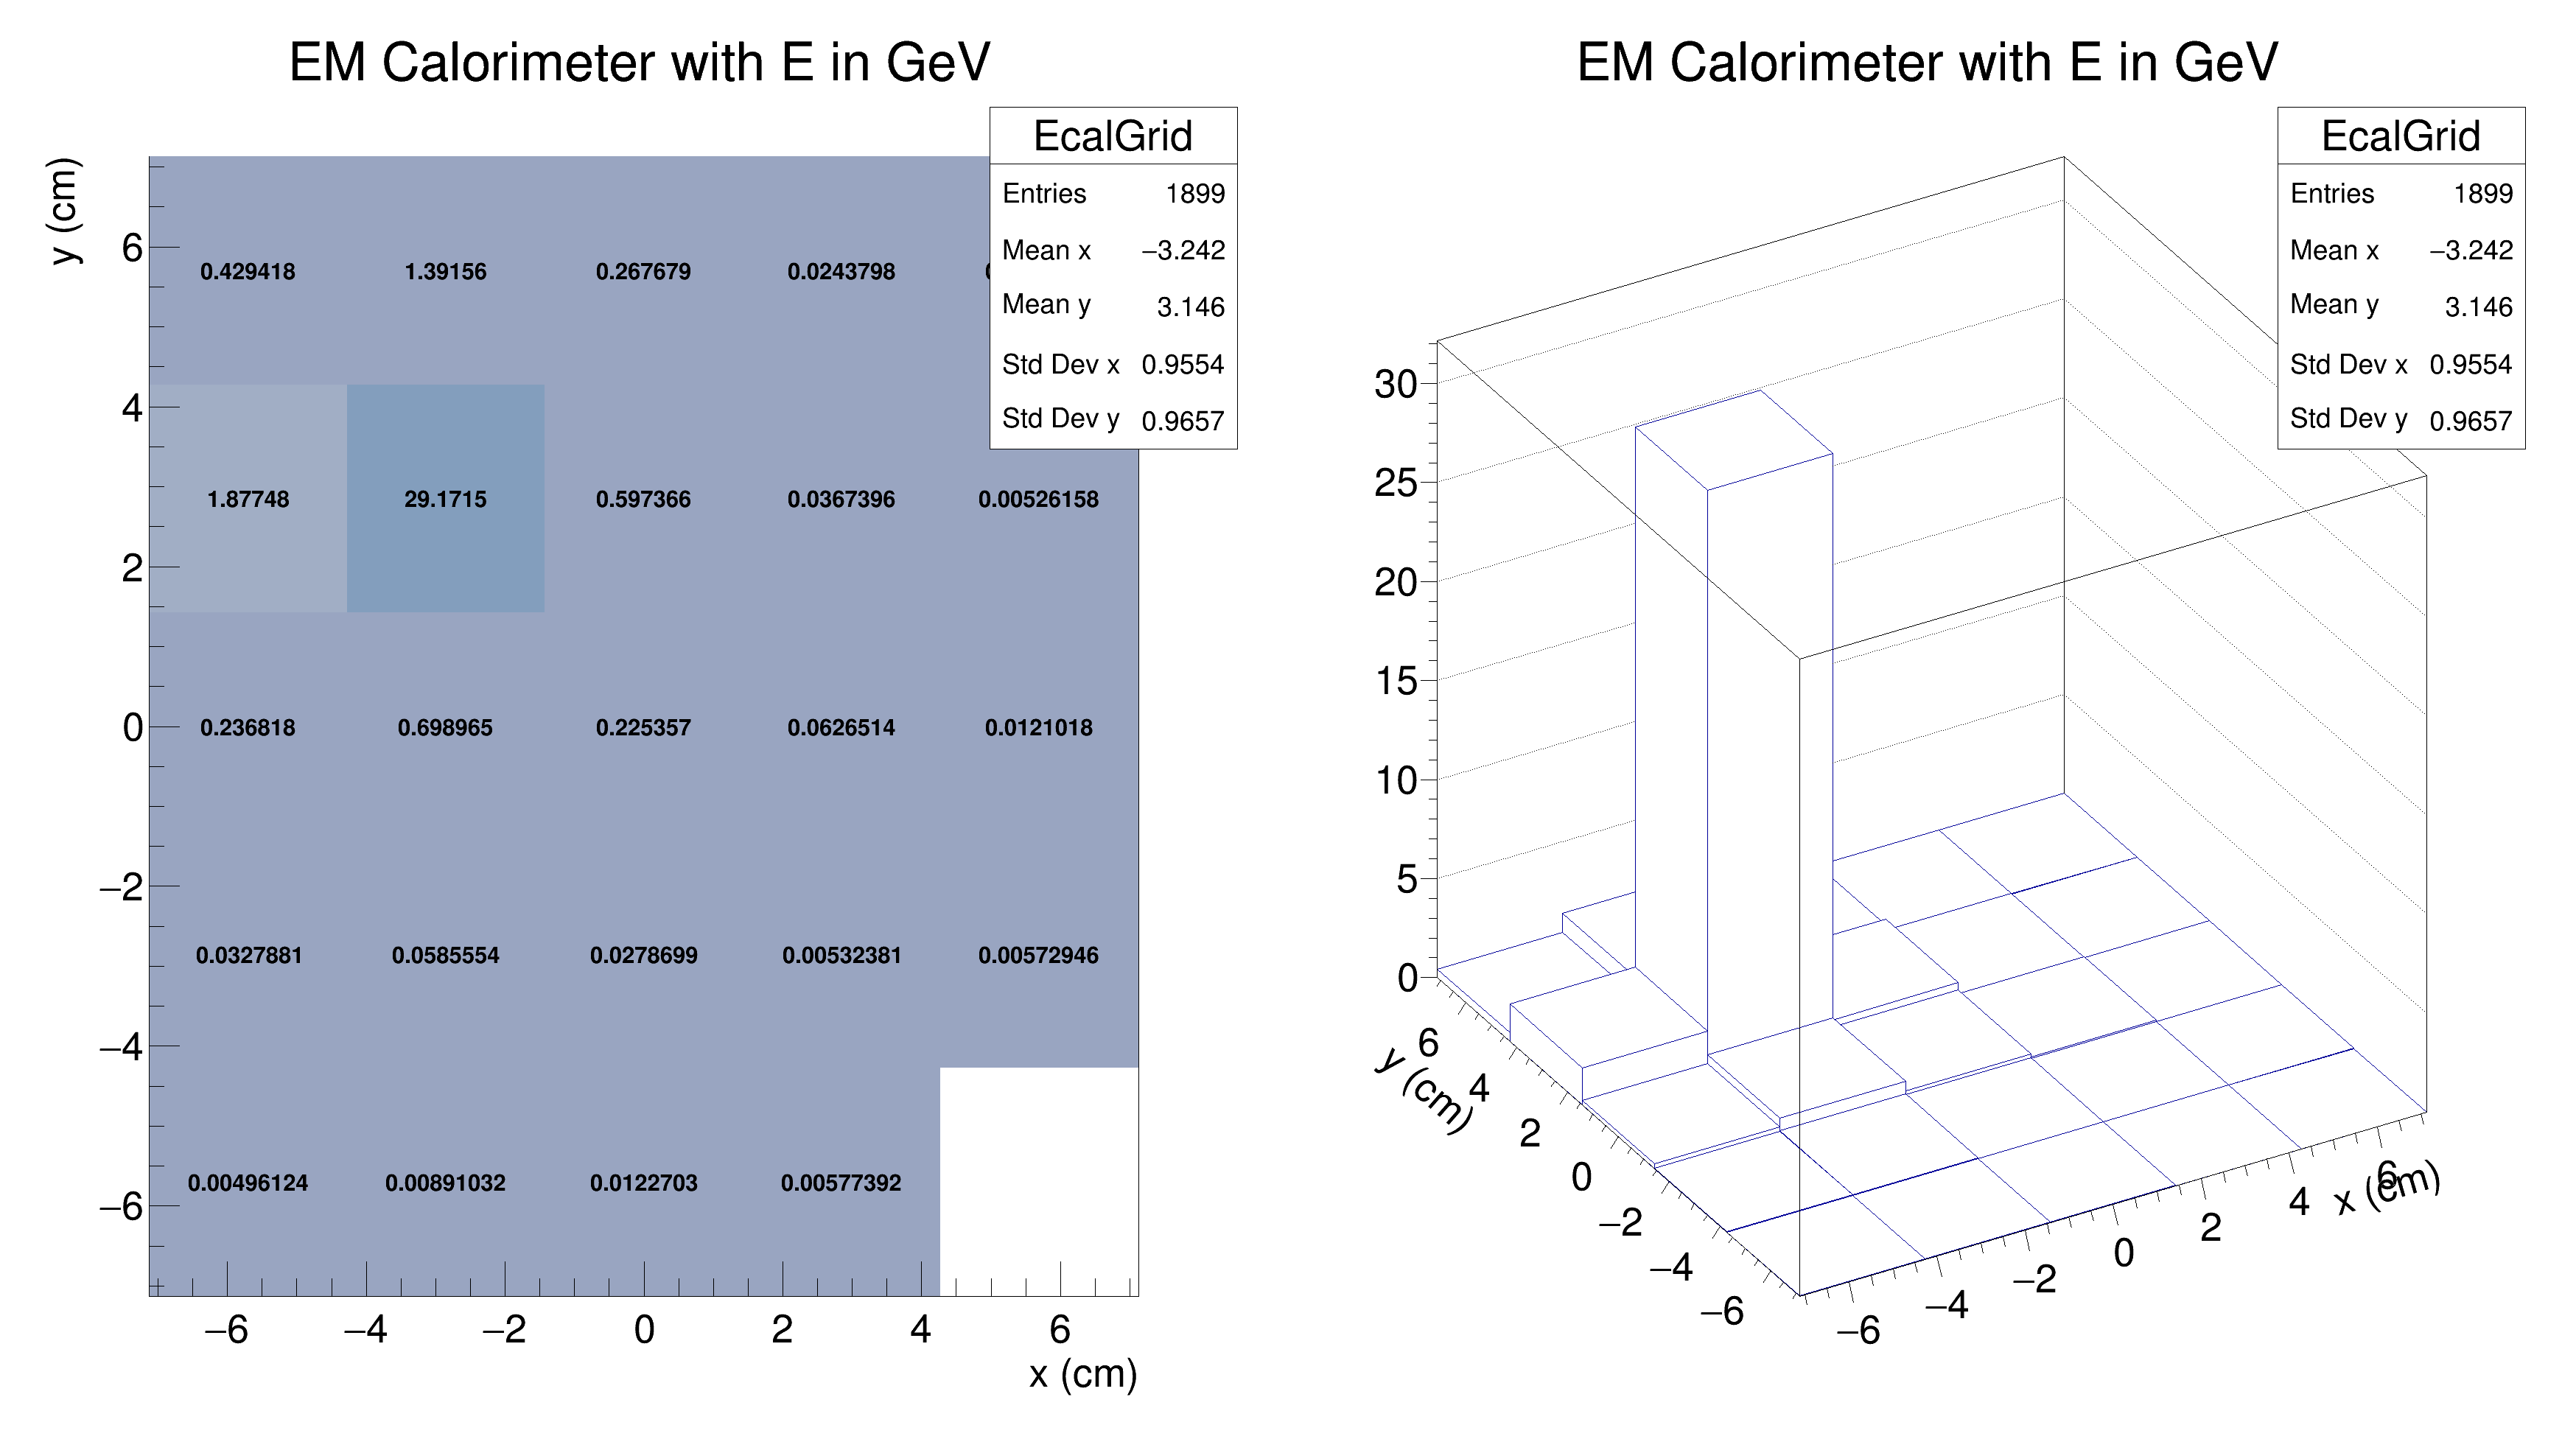 EM Calorimeter with E in GeV
EcalGrid
Entries 1899
Mean x −3.242
Mean y 3.146
Std Dev x 0.9554
Std Dev y 0.9657
y (cm)
6
4
2
0
−2
−4
−6
0.429418 1.39156 0.267679 0.0243798
1.87748 29.1715 0.597366 0.0367396 0.00526158
0.236818 0.698965 0.225357 0.0626514 0.0121018
0.0327881 0.0585554 0.0278699 0.00532381 0.00572946
0.00496124 0.00891032 0.0122703 0.00577392
−6 −4 −2 0 2 4 6
x (cm)
EM Calorimeter with E in GeV
EcalGrid
Entries 1899
Mean x −3.242
Mean y 3.146
Std Dev x 0.9554
Std Dev y 0.9657
30
25
20
15
10
5
0
y (cm)
6
4
2
0
−2
−4
−6
−6 −4 −2 0 2 4 6
x (cm)